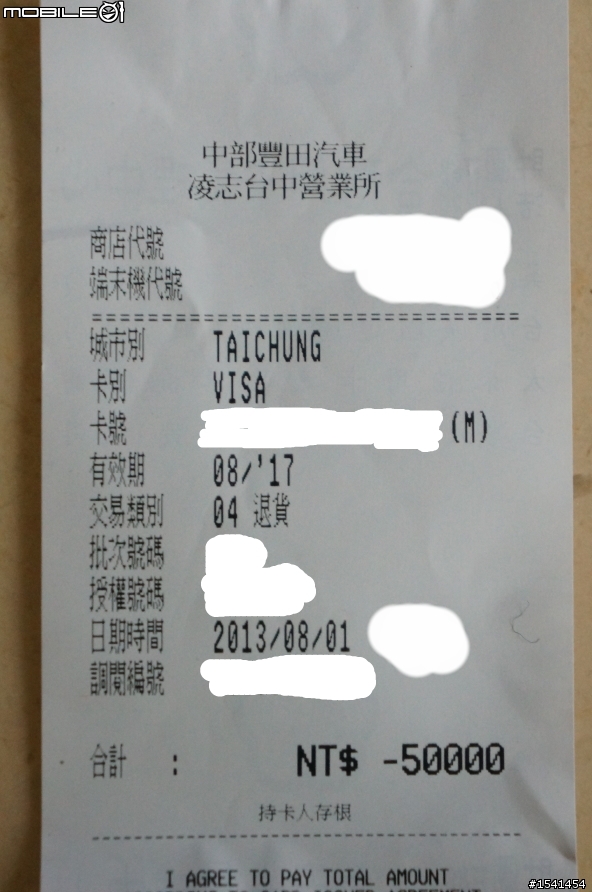 MOBILE01
中部豐田汽車
凌志台中營業所
商店代號
端末機代號
==============================
城市別 TAICHUNG
卡別 VISA
卡號 (M)
有效期 08/'17
交易類別 04 退貨
批次號碼
授權號碼
日期時間 2013/08/01
調閱編號
合計 : NT$ -50000
持卡人存根
I AGREE TO PAY TOTAL AMOUNT
#1541454